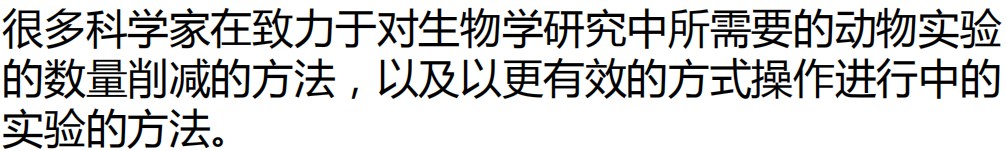 很多科学家在致力于对生物学研究中所需要的动物实验
的数量削减的方法，以及以更有效的方式操作进行中的
实验的方法。